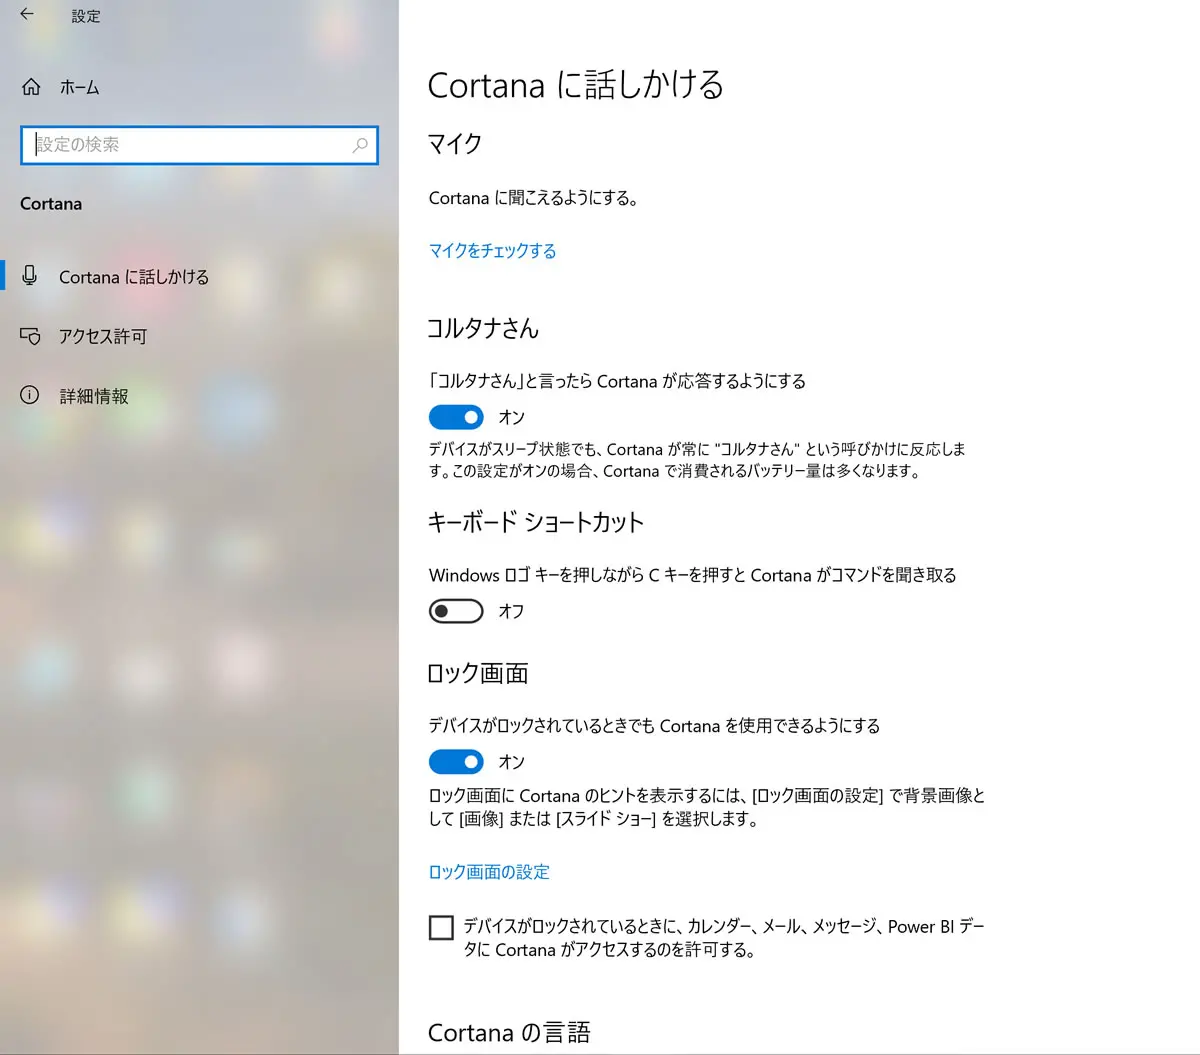 設定
ホーム
設定の検索
Cortana
Cortana に話しかける
アクセス許可
詳細情報
Cortana に話しかける
マイク
Cortana に聞こえるようにする。
マイクをチェックする
コルタナさん
「コルタナさん」と言ったら Cortana が応答するようにする
オン
デバイスがスリープ状態でも、Cortana が常に "コルタナさん" という呼びかけに反応しま
す。この設定がオンの場合、Cortana で消費されるバッテリー量は多くなります。
キーボード ショートカット
Windows ロゴ キーを押しながら C キーを押すと Cortana がコマンドを聞き取る
オフ
ロック画面
デバイスがロックされているときでも Cortana を使用できるようにする
オン
ロック画面に Cortana のヒントを表示するには、[ロック画面の設定] で背景画像と
して [画像] または [スライド ショー] を選択します。
ロック画面の設定
デバイスがロックされているときに、カレンダー、メール、メッセージ、Power BI デー
タに Cortana がアクセスするのを許可する。
Cortana の言語